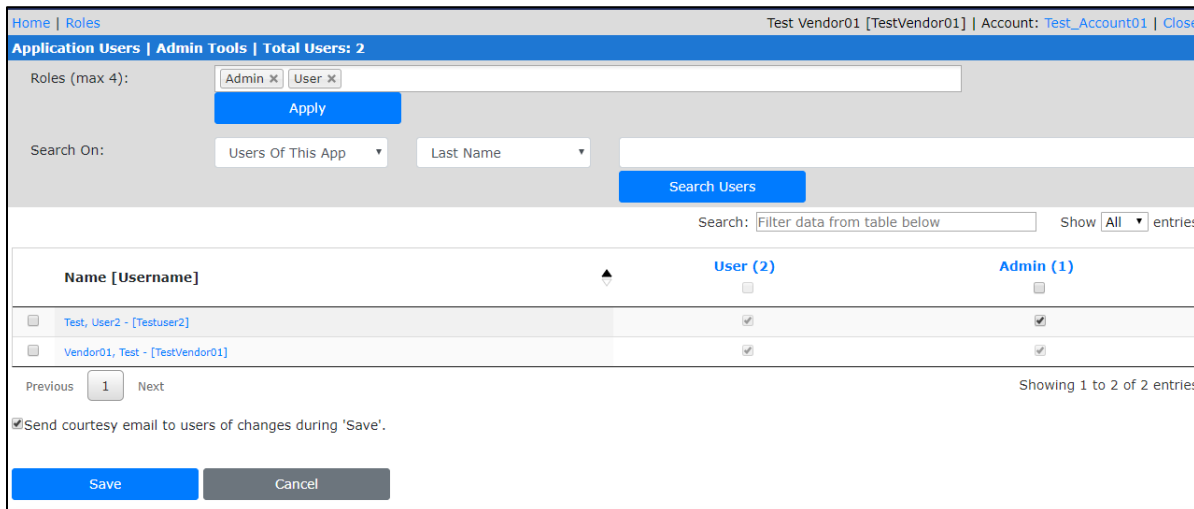 Home | Roles Test Vendor01 [TestVendor01] | Account: Test_Account01 | Close
Application Users | Admin Tools | Total Users: 2
Roles (max 4): Admin × User ×
Apply
Search On: Users Of This App Last Name
Search Users
Search: Filter data from table below Show All entries
Name [Username] User (2) Admin (1)
Test, User2 - [Testuser2]
Vendor01, Test - [TestVendor01]
Previous 1 Next Showing 1 to 2 of 2 entries
Send courtesy email to users of changes during 'Save'.
Save Cancel